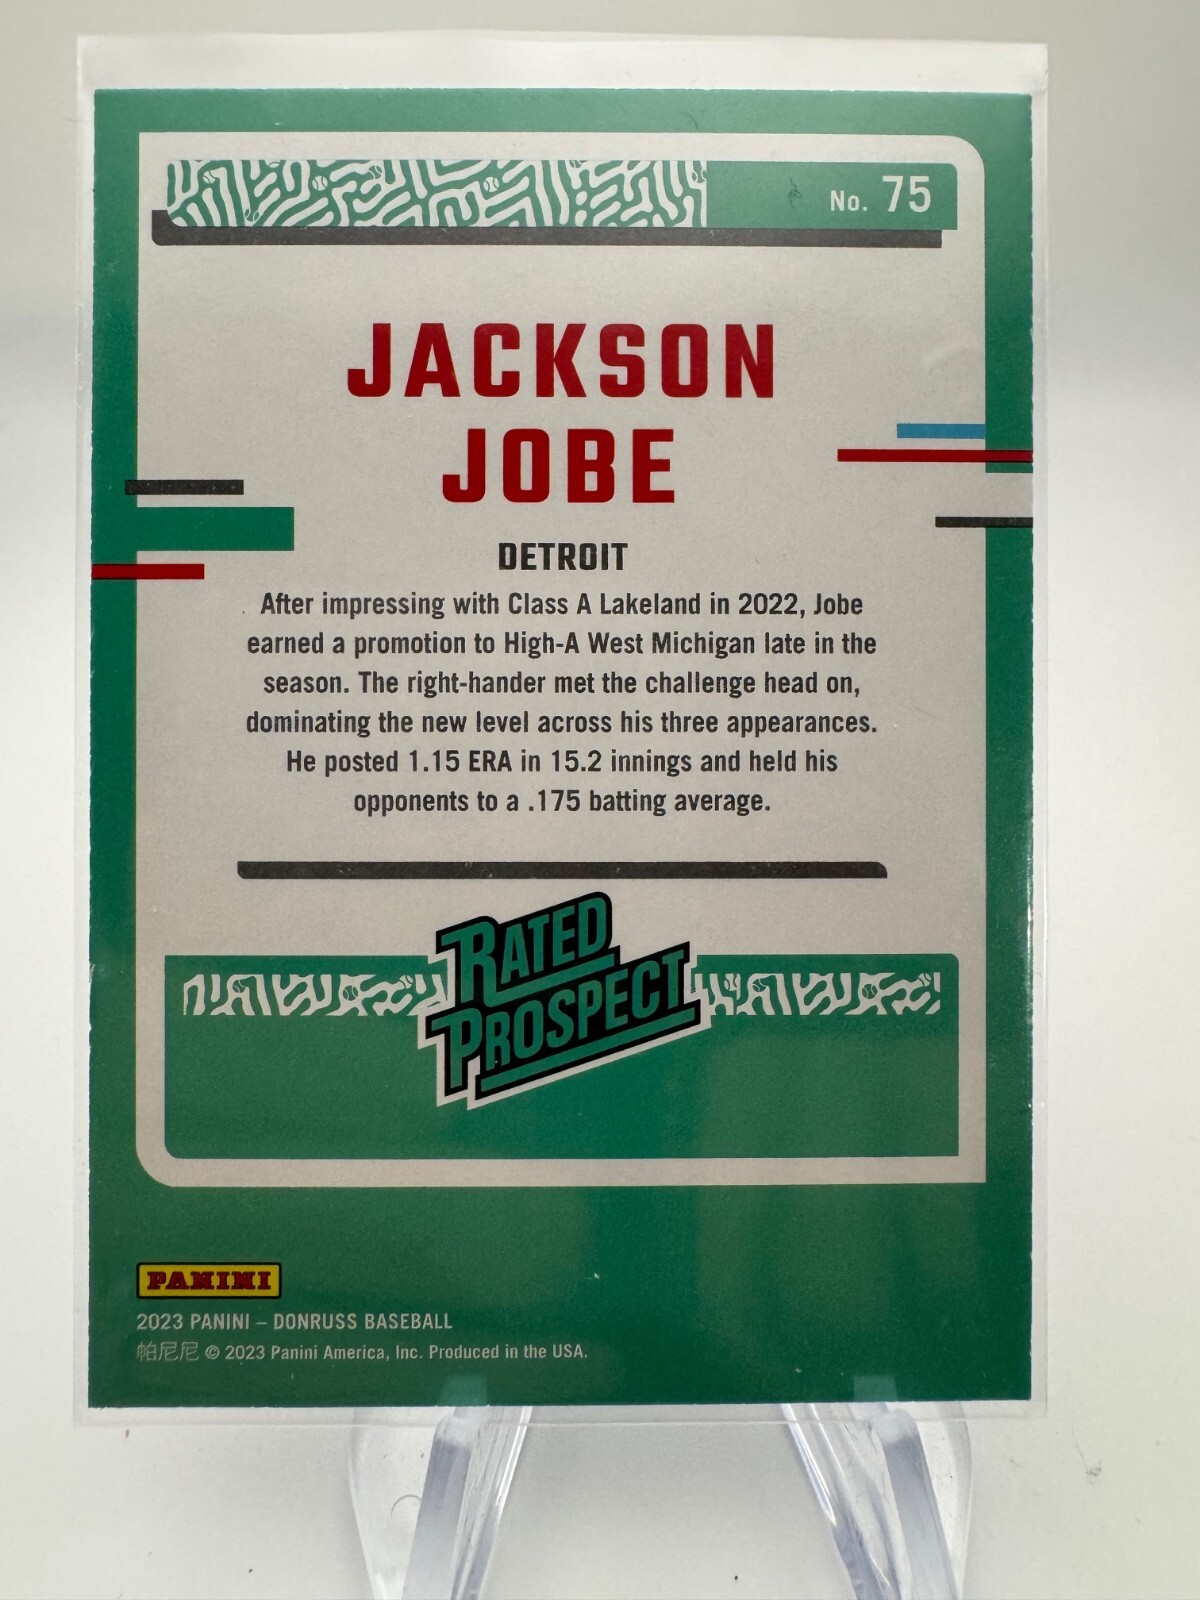 No. 75
JACKSON
JOBE
DETROIT
After impressing with Class A Lakeland in 2022, Jobe
earned a promotion to High-A West Michigan late in the
season. The right-hander met the challenge head on,
dominating the new level across his three appearances.
He posted 1.15 ERA in 15.2 innings and held his
opponents to a .175 batting average.
RATED
PROSPECT
PANINI
2023 PANINI – DONRUSS BASEBALL
帕尼尼 © 2023 Panini America, Inc. Produced in the USA.